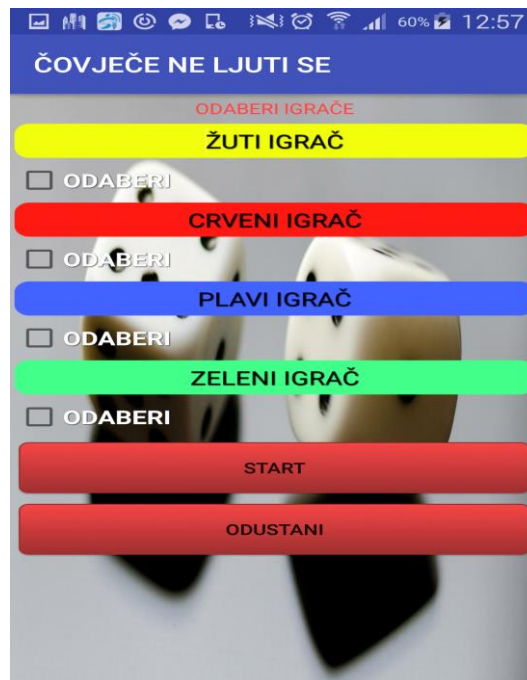 60% 12:57
ČOVJEČE NE LJUTI SE
ODABERI IGRAČE
ŽUTI IGRAČ
ODABERI
CRVENI IGRAČ
ODABERI
PLAVI IGRAČ
ODABERI
ZELENI IGRAČ
ODABERI
START
ODUSTANI